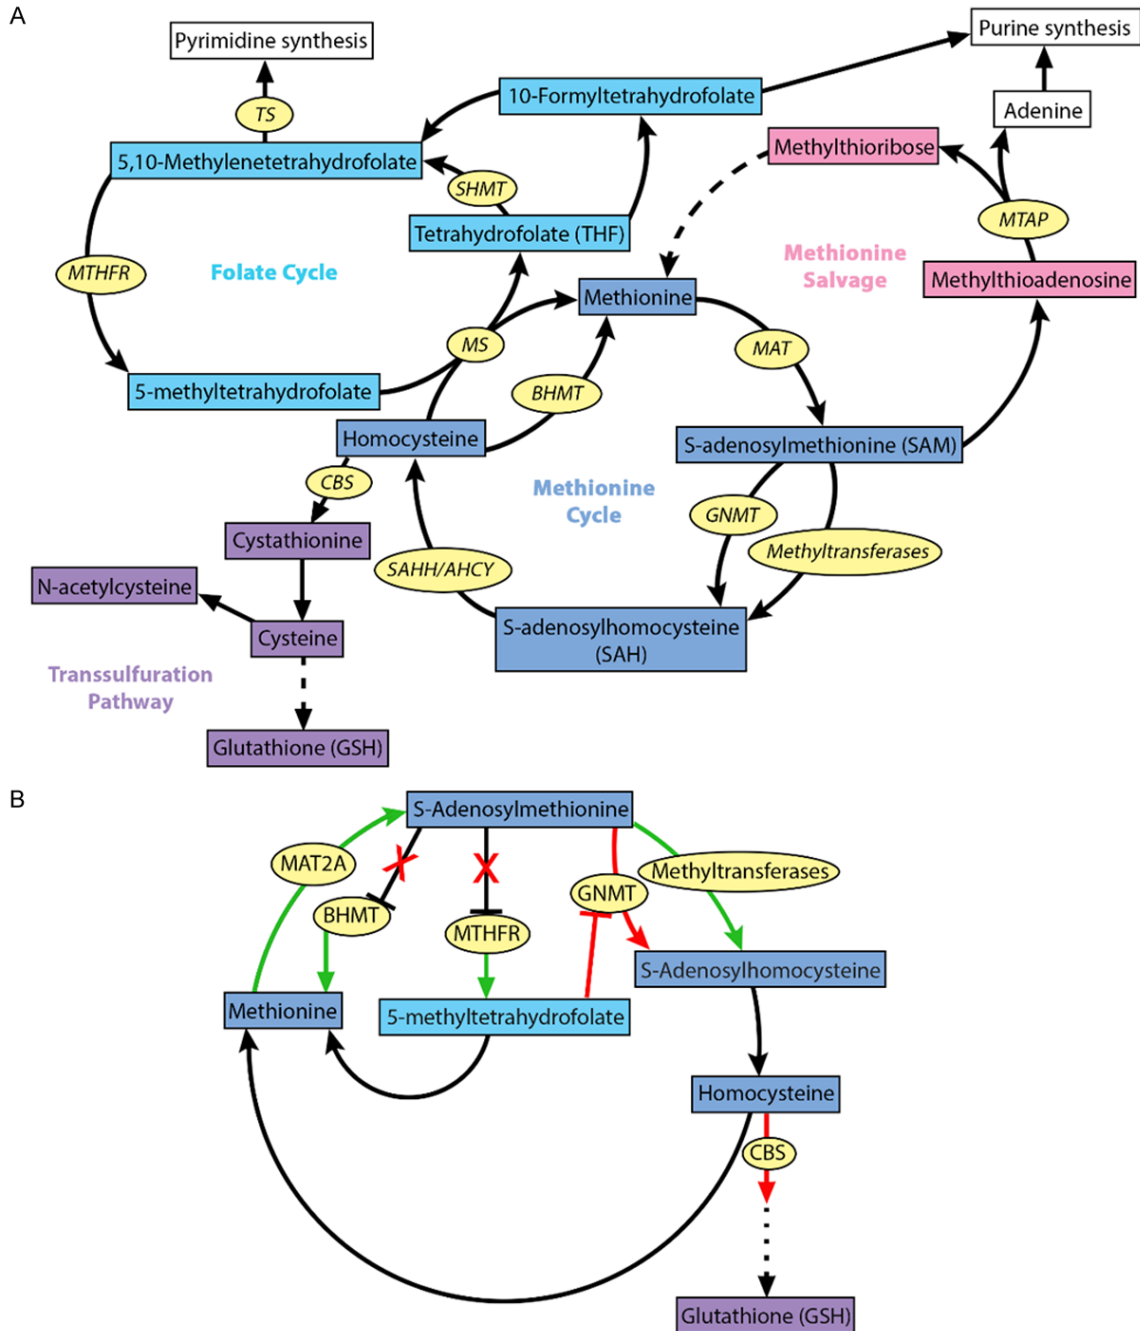 A
Pyrimidine synthesis
Purine synthesis
10-Formyltetrahydrofolate
Adenine
TS
5,10-Methylenetetrahydrofolate
Methylthioribose
SHMT
MTAP
Tetrahydrofolate (THF)
MTHFR
Folate Cycle
Methionine
Salvage
Methylthioadenosine
Methionine
MS
MAT
5-methyltetrahydrofolate
BHMT
Homocysteine
S-adenosylmethionine (SAM)
CBS
Methionine
Cycle
GNMT
Cystathionine
Methyltransferases
SAHH/AHCY
N-acetylcysteine
Cysteine
S-adenosylhomocysteine
(SAH)
Transsulfuration
Pathway
Glutathione (GSH)
B
S-Adenosylmethionine
MAT2A
Methyltransferases
GNMT
BHMT
MTHFR
S-Adenosylhomocysteine
Methionine
5-methyltetrahydrofolate
Homocysteine
CBS
Glutathione (GSH)